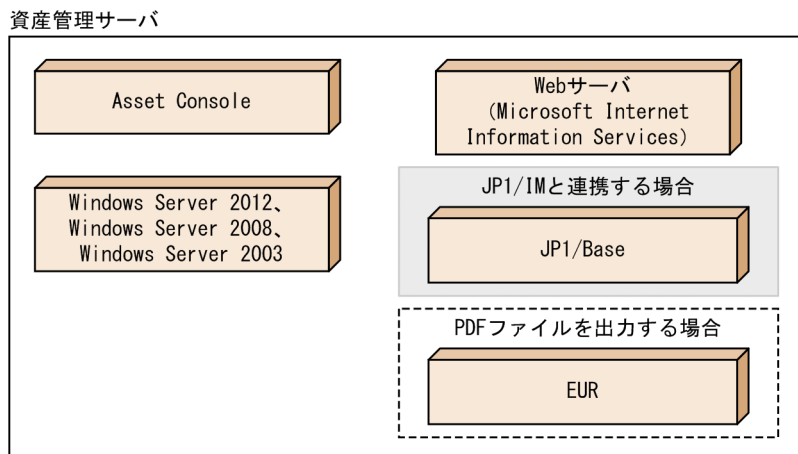 資産管理サーバ
Asset Console
Webサーバ
(Microsoft Internet
Information Services)
Windows Server 2012、
Windows Server 2008、
Windows Server 2003
JP1/IMと連携する場合
JP1/Base
PDFファイルを出力する場合
EUR